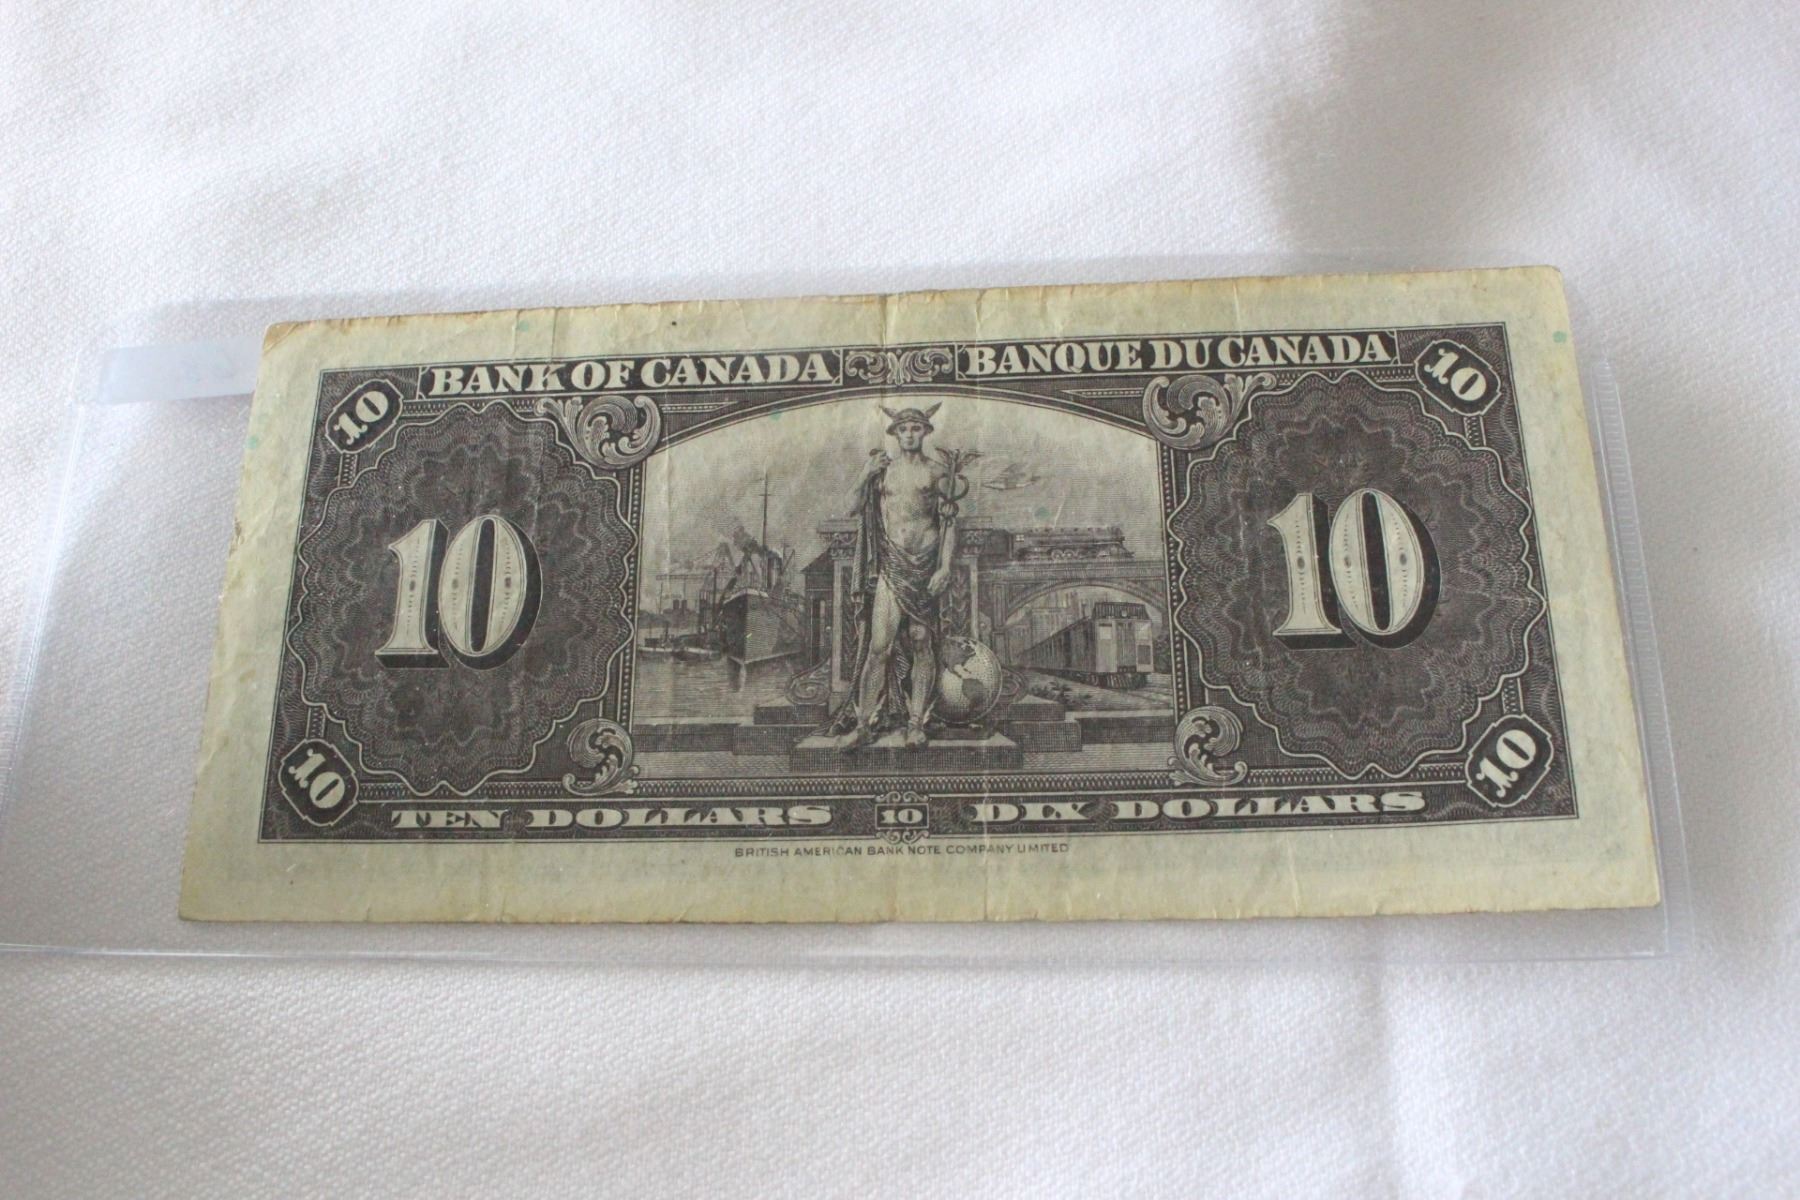 BANK OF CANADA BANQUE DU CANADA
10 10
10 10
10 10
TEN DOLLARS 10 DIX DOLLARS
BRITISH AMERICAN BANK NOTE COMPANY LIMITED